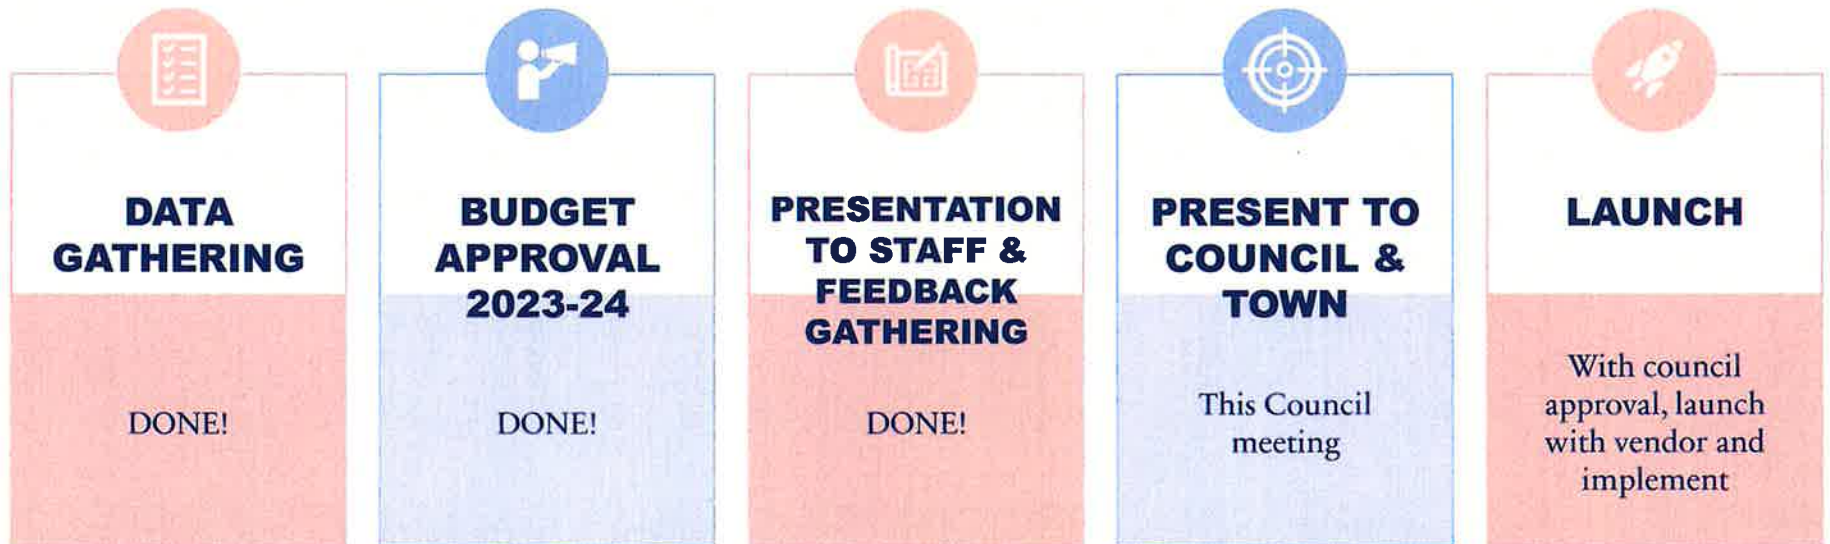 DATA
GATHERING
DONE!
BUDGET
APPROVAL
2023-24
DONE!
PRESENTATION
TO STAFF &
FEEDBACK
GATHERING
DONE!
PRESENT TO
COUNCIL &
TOWN
This Council
meeting
LAUNCH
With council
approval, launch
with vendor and
implement